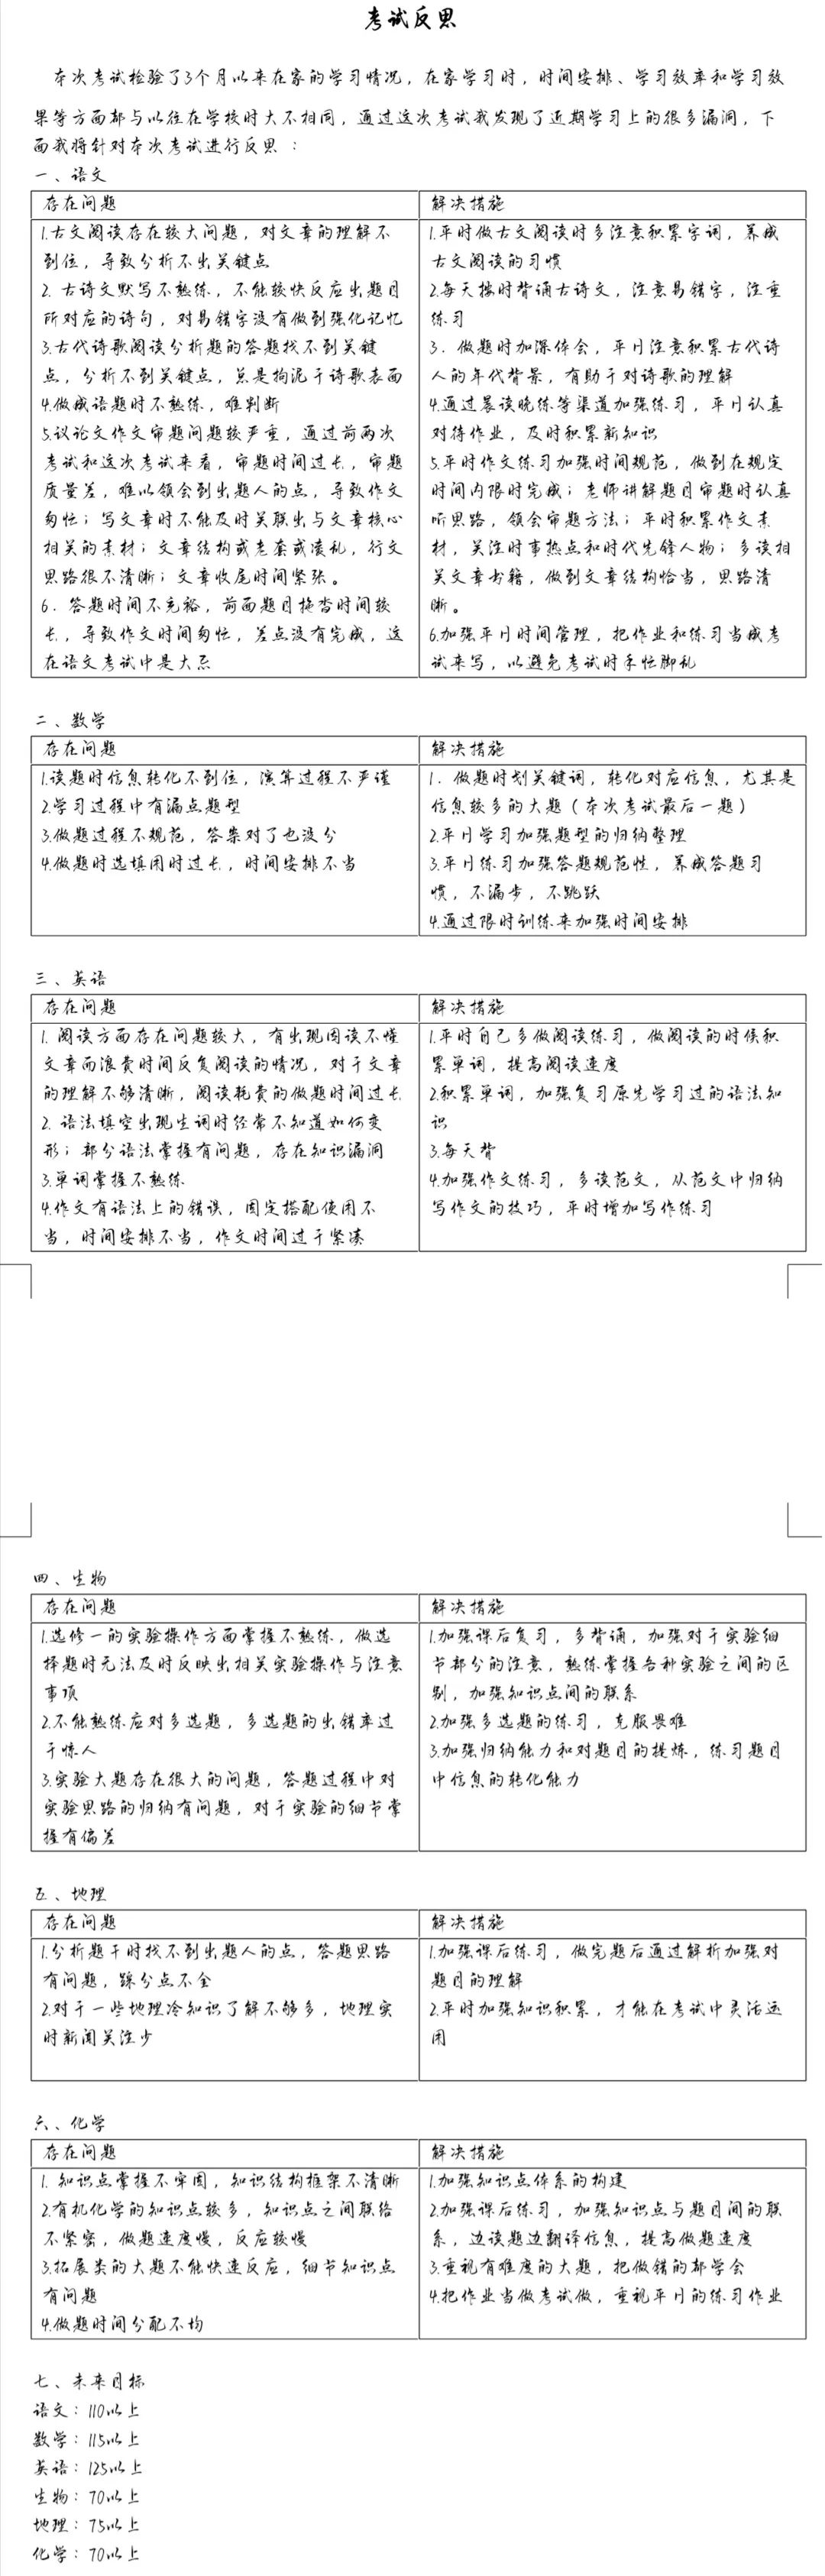 考试反思
本次考试检验了3个月以来在家的学习情况，在家学习时，时间安排、学习效率和学习效
果等方面都与以往在学校时大不相同，通过这次考试我发现了近期学习上的很多漏洞，下
面我将针对本次考试进行反思：
一、语文
存在问题
1.古文阅读存在较大问题，对文章的理解不
到位，导致分析不出关键点
2. 古诗文默写不熟练，不能较快反应出题目
所对应的诗句，对易错字没有做到强化记忆
3.古代诗歌阅读分析题的答题找不到关键
点，分析不到关键点，总是拘泥于诗歌表面
4.做成语题时不熟练，难判断
5.议论文作文审题问题较严重，通过前两次
考试和这次考试来看，审题时间过长，审题
质量差，难以领会到出题人的点，导致作文
匆忙；写文章时不能及时关联出与文章核心
相关的素材；文章结构或老套或凌乱，行文
思路很不清晰；文章收尾时间紧张。
6. 答题时间不充裕，前面题目拖沓时间较
长，导致作文时间匆忙，差点没有完成，这
在语文考试中是大忌
解决措施
1.平时做古文阅读时多注意积累字词，养成
古文阅读的习惯
2.每天按时背诵古诗文，注意易错字，注重
练习
3. 做题时加深体会，平日注意积累古代诗
人的年代背景，有助于对诗歌的理解
4.通过晨读晚练等渠道加强练习，平日认真
对待作业，及时积累新知识
5.平时作文练习加强时间规范，做到在规定
时间内限时完成；老师讲解题目审题时认真
听思路，领会审题方法；平时积累作文素
材，关注时事热点和时代先锋人物；多读相
关文章书籍，做到文章结构恰当，思路清
晰。
6.加强平日时间管理，把作业和练习当成考
试来写，以避免考试时手忙脚乱
二、数学
存在问题
1.读题时信息转化不到位，演算过程不严谨
2.学习过程中有漏点题型
3.做题过程不规范，答案对了也没分
4.做题时选填用时过长，时间安排不当
解决措施
1. 做题时划关键词，转化对应信息，尤其是
信息较多的大题（本次考试最后一题）
2.平日学习加强题型的归纳整理
3.平日练习加强答题规范性，养成答题习
惯，不漏步，不跳跃
4.通过限时训练来加强时间安排
三、英语
存在问题
1. 阅读方面存在问题较大，有出现因读不懂
文章而浪费时间反复阅读的情况，对于文章
的理解不够清晰，阅读耗费的做题时间过长
2. 语法填空出现生词时经常不知道如何变
形；部分语法掌握有问题，存在知识漏洞
3.单词掌握不熟练
4.作文有语法上的错误，固定搭配使用不
当，时间安排不当，作文时间过于紧凑
解决措施
1.平时自己多做阅读练习，做阅读的时候积
累单词，提高阅读速度
2.积累单词，加强复习原先学习过的语法知
识
3.每天背
4.加强作文练习，多读范文，从范文中归纳
写作文的技巧，平时增加写作练习
四、生物
存在问题
1.选修一的实验操作方面掌握不熟练，做选
择题时无法及时反映出相关实验操作与注意
事项
2.不能熟练应对多选题，多选题的出错率过
于惊人
3.实验大题存在很大的问题，答题过程中对
实验思路的归纳有问题，对于实验的细节掌
握有偏差
解决措施
1.加强课后复习，多背诵，加强对于实验细
节部分的注意，熟练掌握各种实验之间的区
别，加强知识点间的联系
2.加强多选题的练习，克服畏难
3.加强归纳能力和对题目的提炼，练习题目
中信息的转化能力
五、地理
存在问题
1.分析题干时找不到出题人的点，答题思路
有问题，踩分点不全
2.对于一些地理冷知识了解不够多，地理实
时新闻关注少
解决措施
1.加强课后练习，做完题后通过解析加强对
题目的理解
2.平时加强知识积累，才能在考试中灵活运
用
六、化学
存在问题
1. 知识点掌握不牢固，知识结构框架不清晰
2.有机化学的知识点较多，知识点之间联络
不紧密，做题速度慢，反应较慢
3.拓展类的大题不能快速反应，细节知识点
有问题
4.做题时间分配不均
解决措施
1.加强知识点体系的构建
2.加强课后练习，加强知识点与题目间的联
系，边读题边翻译信息，提高做题速度
3.重视有难度的大题，把做错的都学会
4.把作业当做考试做，重视平日的练习作业
七、未来目标
语文：110以上
数学：115以上
英语：125以上
生物：70以上
地理：75以上
化学：70以上